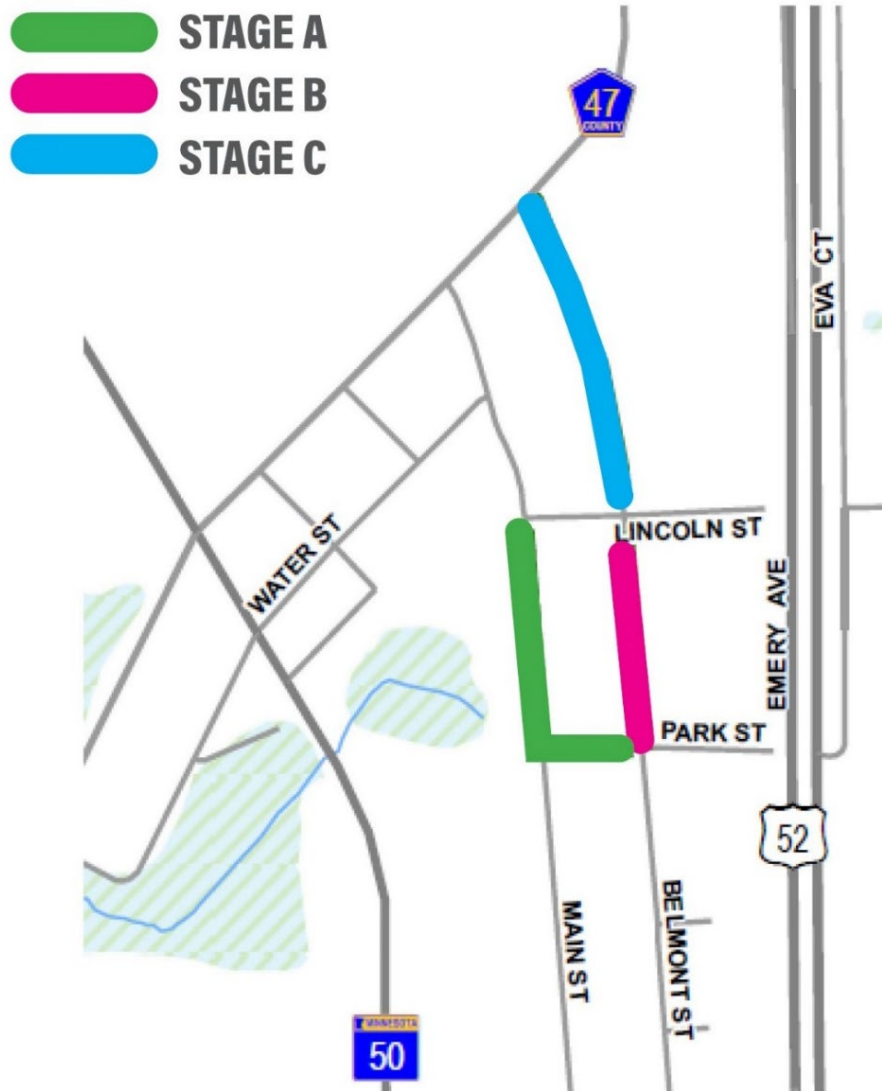 STAGE A
STAGE B
STAGE C
47
COUNTY
EVA CT
WATER ST
LINCOLN ST
EMERY AVE
PARK ST
52
MAIN ST
BELMONT ST
MINNESOTA
50